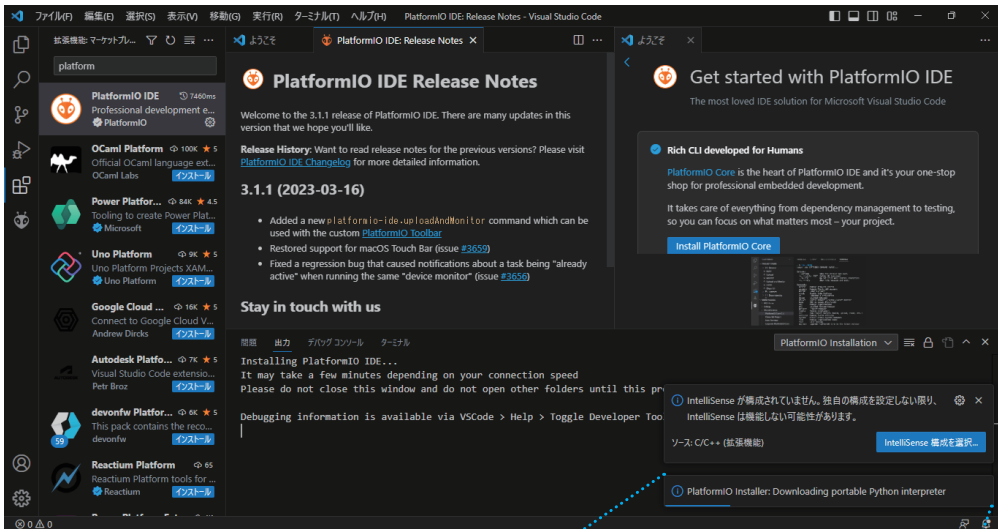 ファイル(F) 編集(E) 選択(S) 表示(V) 移動(G) 実行(R) ターミナル(T) ヘルプ(H) PlatformIO IDE: Release Notes - Visual Studio Code
拡張機能: マーケットプレ...
platform
PlatformIO IDE 7460ms
Professional development e...
PlatformIO
OCaml Platform 100K ★ 5
Official OCaml language ext...
OCaml Labs インストール
Power Platfor... 84K ★ 4.5
Tooling to create Power Plat...
Microsoft インストール
Uno Platform 9K ★ 5
Uno Platform Projects XAM...
Uno Platform インストール
Google Cloud ... 16K ★ 5
Connect to Google Cloud V...
Andrew Dircks インストール
Autodesk Platfo... 7K ★ 5
Visual Studio Code extensio...
Petr Broz インストール
devonfw Platfor... 6K ★ 5
This pack contains the reco...
59 devonfw インストール
Reactium Platform 65
Reactium Platform tools for ...
Reactium インストール
0 0
ようこそ PlatformIO IDE: Release Notes
PlatformIO IDE Release Notes
Welcome to the 3.1.1 release of PlatformIO IDE. There are many updates in this
version that we hope you'll like.
Release History: Want to read release notes for the previous versions? Please visit
PlatformIO IDE Changelog for more detailed information.
3.1.1 (2023-03-16)
• Added a new platformio-ide.uploadAndMonitor command which can be
used with the custom PlatformIO Toolbar
• Restored support for macOS Touch Bar (issue #3659)
• Fixed a regression bug that caused notifications about a task being "already
active" when running the same "device monitor" (issue #3656)
Stay in touch with us
ようこそ
Get started with PlatformIO IDE
The most loved IDE solution for Microsoft Visual Studio Code
Rich CLI developed for Humans
PlatformIO Core is the heart of PlatformIO IDE and it's your one-stop
shop for professional embedded development.
It takes care of everything from dependency management to testing,
so you can focus on what matters most – your project.
Install PlatformIO Core
問題 出力 デバッグ コンソール ターミナル PlatformIO Installation
Installing PlatformIO IDE...
It may take a few minutes depending on your connection speed
Please do not close this window and do not open other folders until this pr
Debugging information is available via VSCode > Help > Toggle Developer Too
IntelliSense が構成されていません。独自の構成を設定しない限り、
IntelliSense は機能しない可能性があります。
ソース: C/C++ (拡張機能) IntelliSense 構成を選択...
PlatformIO Installer: Downloading portable Python interpreter